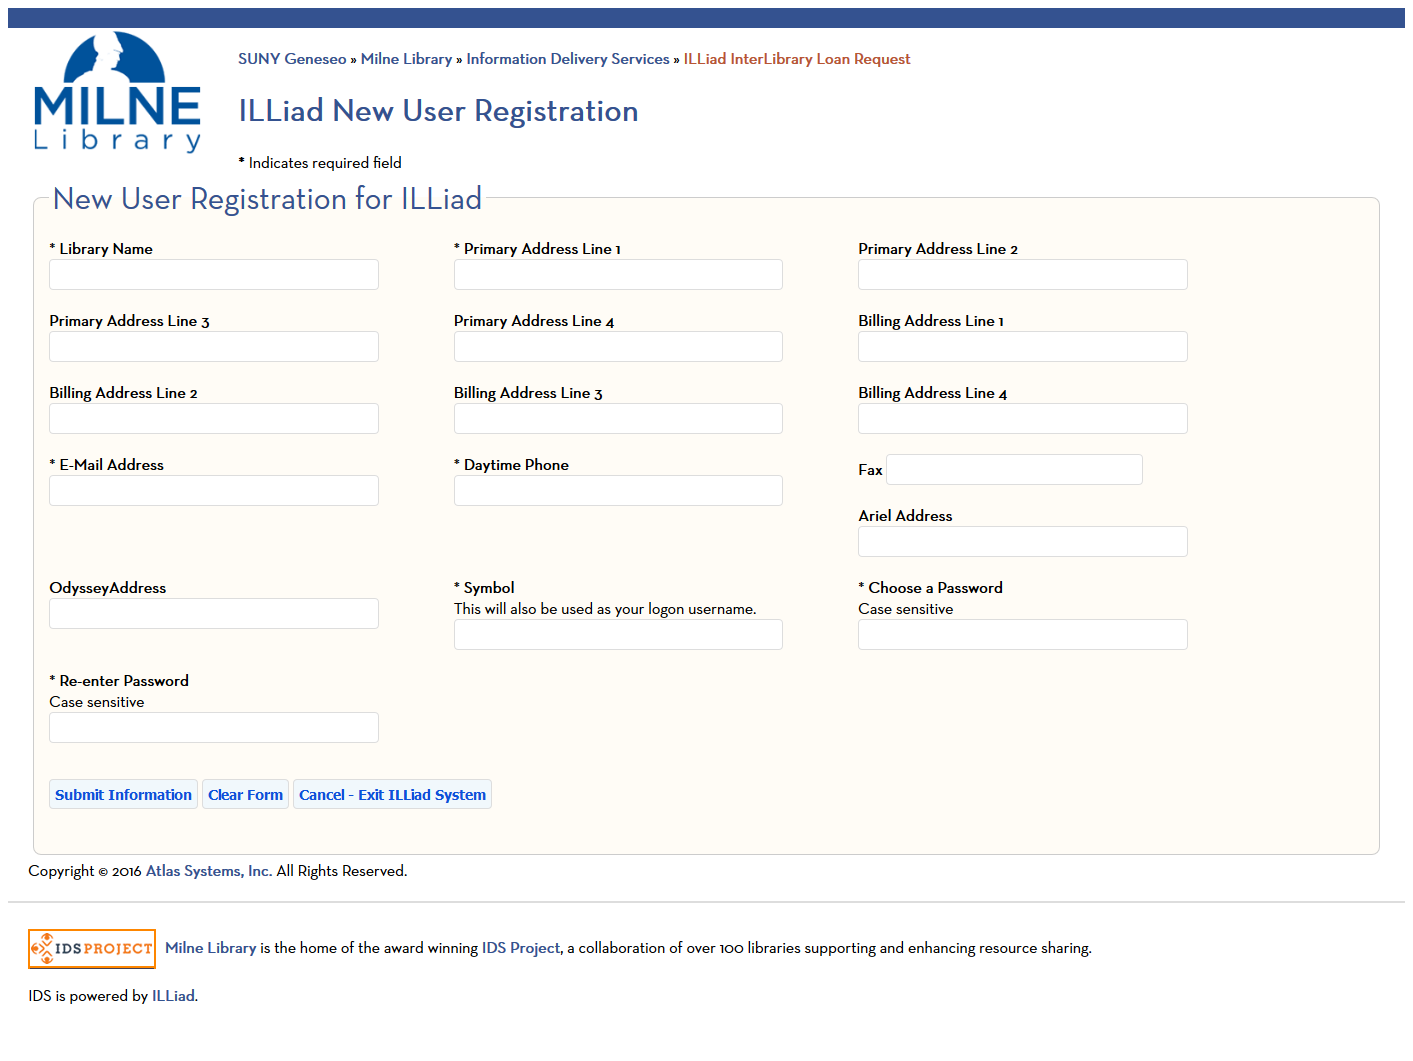 MILNE
Library
SUNY Geneseo » Milne Library » Information Delivery Services » ILLiad InterLibrary Loan Request
ILLiad New User Registration
* Indicates required field
New User Registration for ILLiad
* Library Name
* Primary Address Line 1
Primary Address Line 2
Primary Address Line 3
Primary Address Line 4
Billing Address Line 1
Billing Address Line 2
Billing Address Line 3
Billing Address Line 4
* E-Mail Address
* Daytime Phone
Fax
Ariel Address
OdysseyAddress
* Symbol
This will also be used as your logon username.
* Choose a Password
Case sensitive
* Re-enter Password
Case sensitive
Submit Information
Clear Form
Cancel - Exit ILLiad System
Copyright © 2016 Atlas Systems, Inc. All Rights Reserved.
IDS PROJECT
Milne Library is the home of the award winning IDS Project, a collaboration of over 100 libraries supporting and enhancing resource sharing.
IDS is powered by ILLiad.